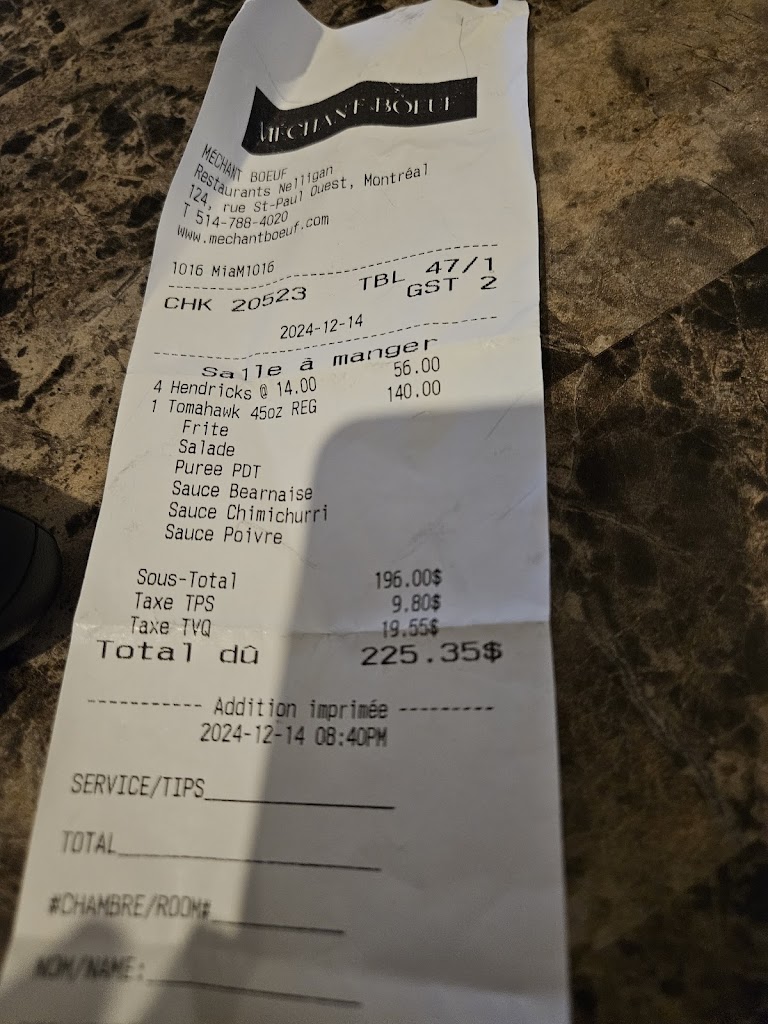 MÉCHANT BOEUF
MÉCHANT BOEUF
Restaurants Nelligan
124, rue St-Paul Ouest, Montréal
T 514-788-4020
www.mechantboeuf.com
1016 MiaM1016
CHK 20523 TBL 47/1
GST 2
2024-12-14
Salle à manger
4 Hendricks @ 14.00 56.00
1 Tomahawk 45oz REG 140.00
Frite
Salade
Puree PDT
Sauce Bearnaise
Sauce Chimichurri
Sauce Poivre
Sous-Total 196.00$
Taxe TPS 9.80$
Taxe TVQ 19.55$
Total dû 225.35$
----------- Addition imprimée ---------
2024-12-14 08:40PM
SERVICE/TIPS
TOTAL
#CHAMBRE/ROOM#
NOM/NAME: